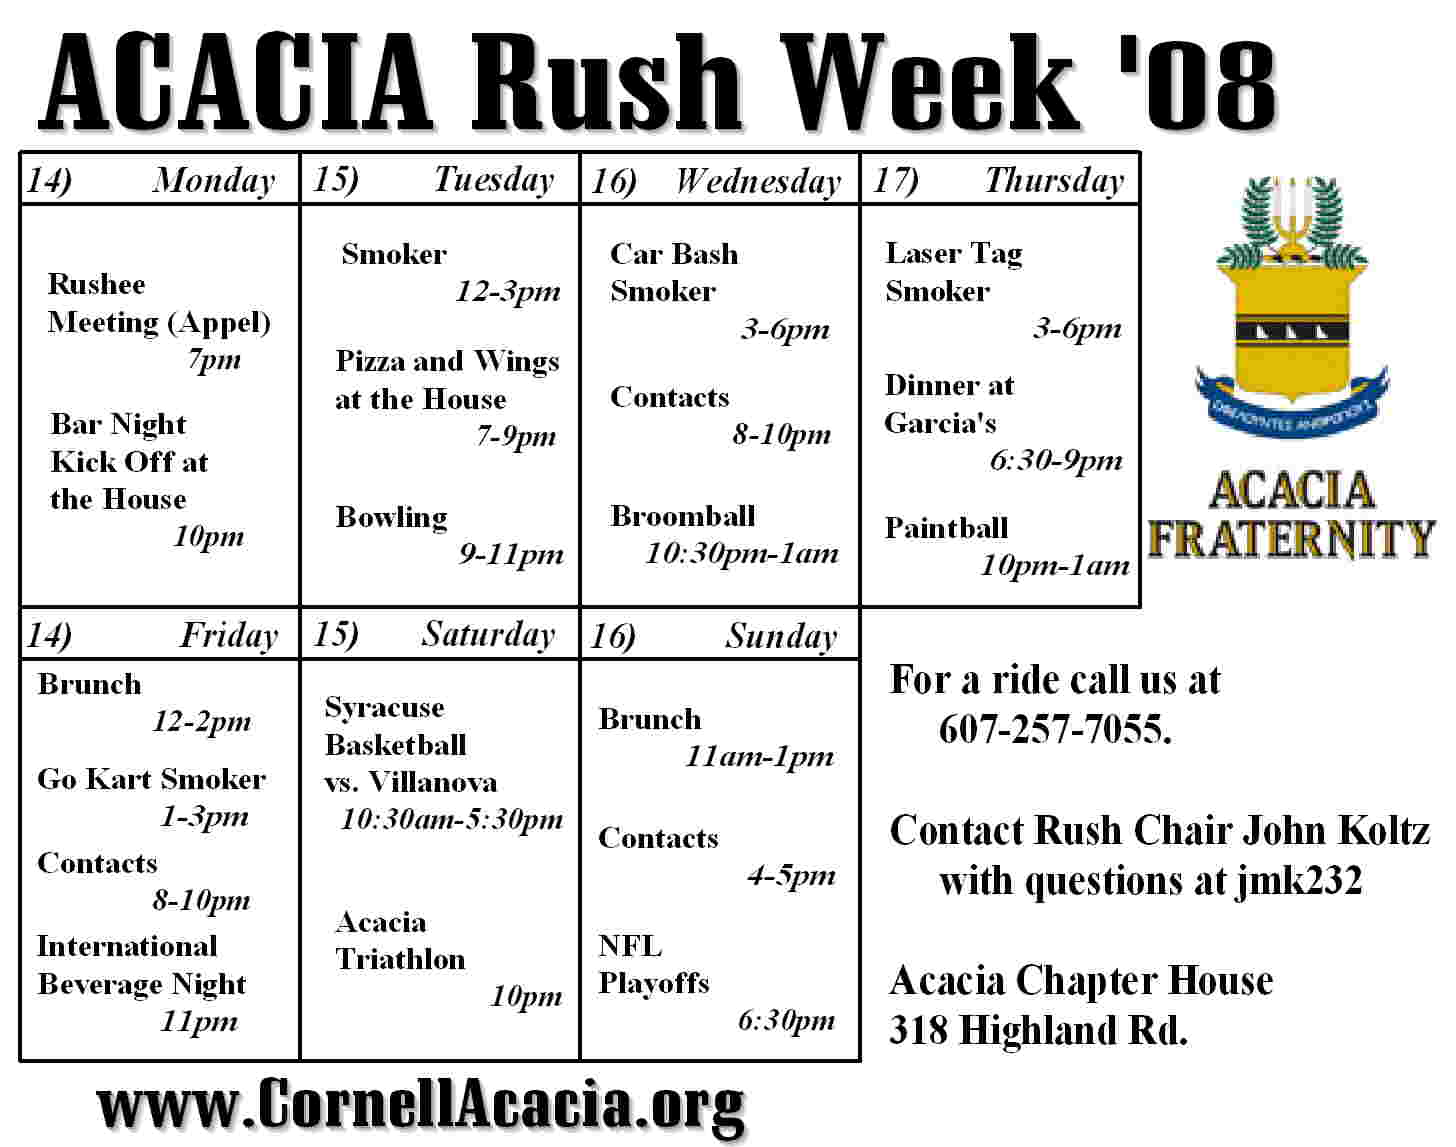 ACACIA Rush Week '08
14) Monday
Rushee
Meeting (Appel)
7pm
Bar Night
Kick Off at
the House
10pm
15) Tuesday
Smoker
12-3pm
Pizza and Wings
at the House
7-9pm
Bowling
9-11pm
16) Wednesday
Car Bash
Smoker
3-6pm
Contacts
8-10pm
Broomball
10:30pm-1am
17) Thursday
Laser Tag
Smoker
3-6pm
Dinner at
Garcia's
6:30-9pm
Paintball
10pm-1am
ACACIA
FRATERNITY
14) Friday
Brunch
12-2pm
Go Kart Smoker
1-3pm
Contacts
8-10pm
International
Beverage Night
11pm
15) Saturday
Syracuse
Basketball
vs. Villanova
10:30am-5:30pm
Acacia
Triathlon
10pm
16) Sunday
Brunch
11am-1pm
Contacts
4-5pm
NFL
Playoffs
6:30pm
For a ride call us at
607-257-7055.
Contact Rush Chair John Koltz
with questions at jmk232
Acacia Chapter House
318 Highland Rd.
www.CornellAcacia.org